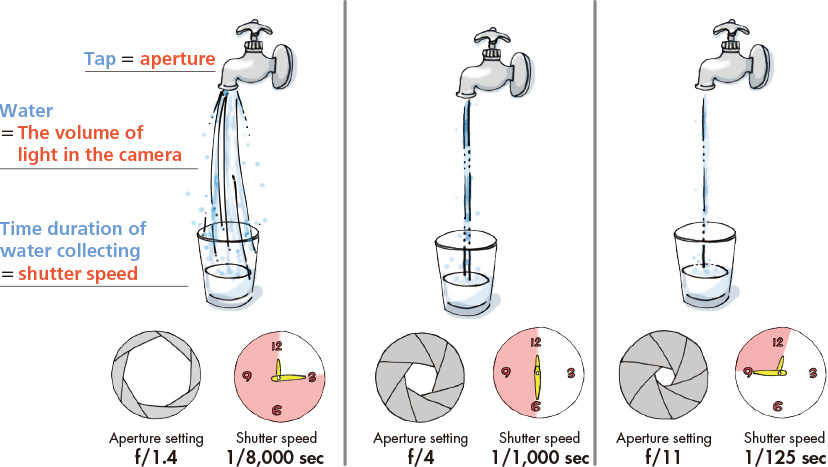 Tap = aperture
Water
= The volume of
light in the camera
Time duration of
water collecting
= shutter speed
12
9
3
6
Aperture setting
f/1.4
Shutter speed
1/8,000 sec
12
9
3
6
Aperture setting
f/4
Shutter speed
1/1,000 sec
12
9
3
6
Aperture setting
f/11
Shutter speed
1/125 sec